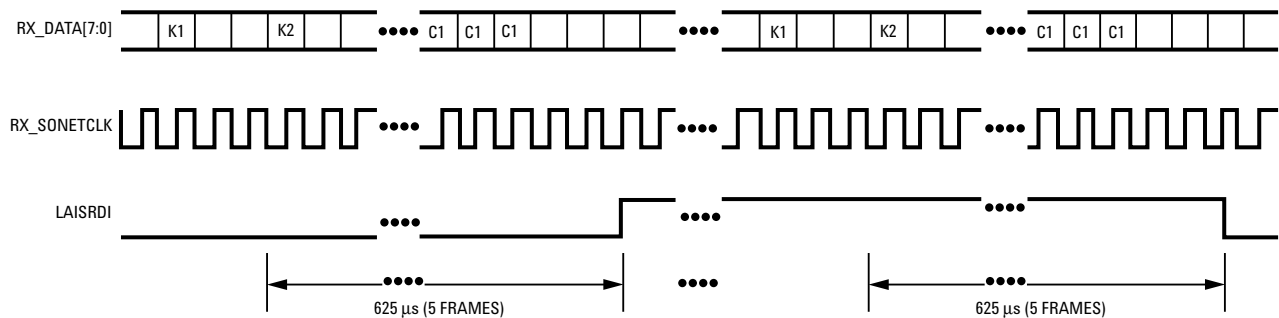 RX_DATA[7:0] K1 K2 C1 C1 C1 K1 K2 C1 C1 C1
RX_SONETCLK
LAISRDI
625 µs (5 FRAMES) 625 µs (5 FRAMES)